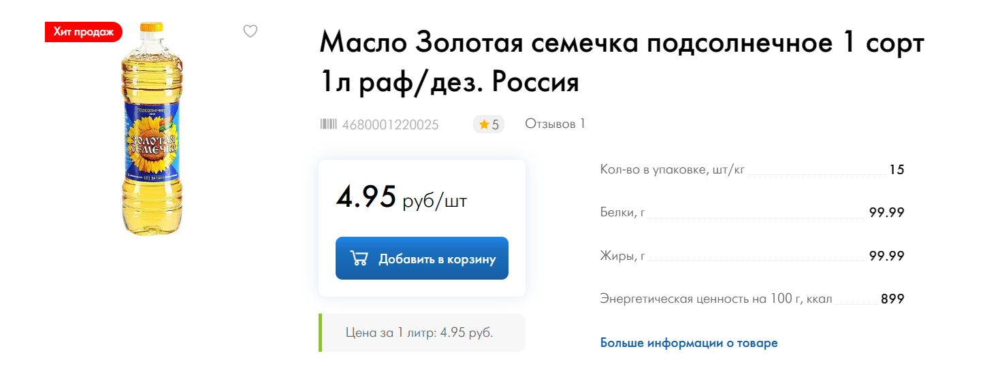 Хит продаж
Масло Золотая семечка подсолнечное 1 сорт
1л раф/дез. Россия
4680001220025
5
Отзывов 1
ПОДСОЛНЕЧНОЕ
ЗОЛОТАЯ
СЕМЕЧКА
БЕЗ ЗАПАХА
4.95 руб/шт
Добавить в корзину
Цена за 1 литр: 4.95 руб.
Кол-во в упаковке, шт/кг 15
Белки, г 99.99
Жиры, г 99.99
Энергетическая ценность на 100 г, ккал 899
Больше информации о товаре